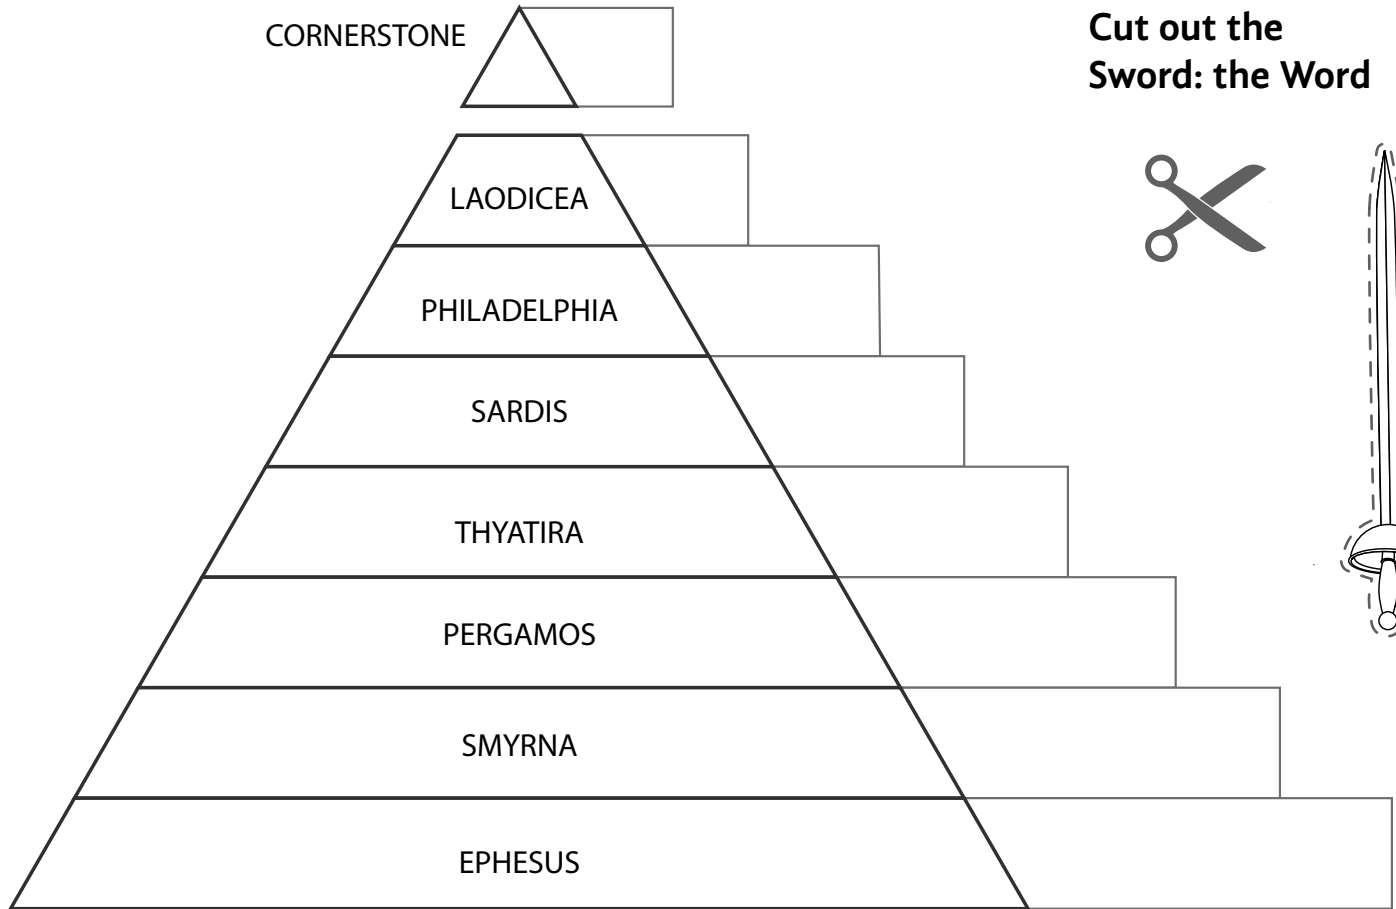 CORNERSTONE
Cut out the
Sword: the Word
LAODICEA
PHILADELPHIA
SARDIS
THYATIRA
PERGAMOS
SMYRNA
EPHESUS